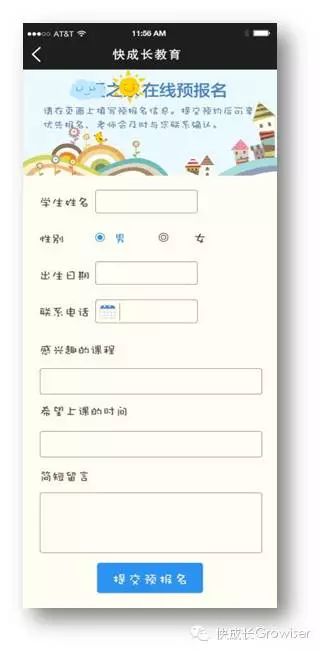 AT&T 11:56 AM
快成长教育
之 在线预报名
请在页面上填写预报名信息。提交预约后可享
优先报名。老师会及时与您联系确认。
学生姓名
性别 男 女
出生日期
联系电话
感兴趣的课程
希望上课的时间
简短留言
提交预报名
快成长Growiser